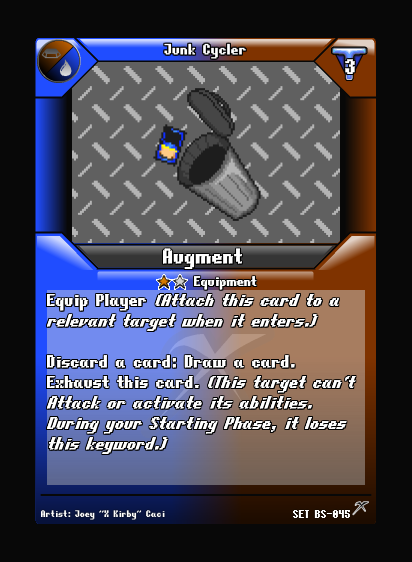 Junk Cycler
3
Augment
Equipment
Equip Player (Attach this card to a
relevant target when it enters.)
Discard a card: Draw a card.
Exhaust this card. (This target can't
Attack or activate its abilities.
During your Starting Phase, it loses
this keyword.)
Artist: Joey "X Kirby" Caci
SET BS-045